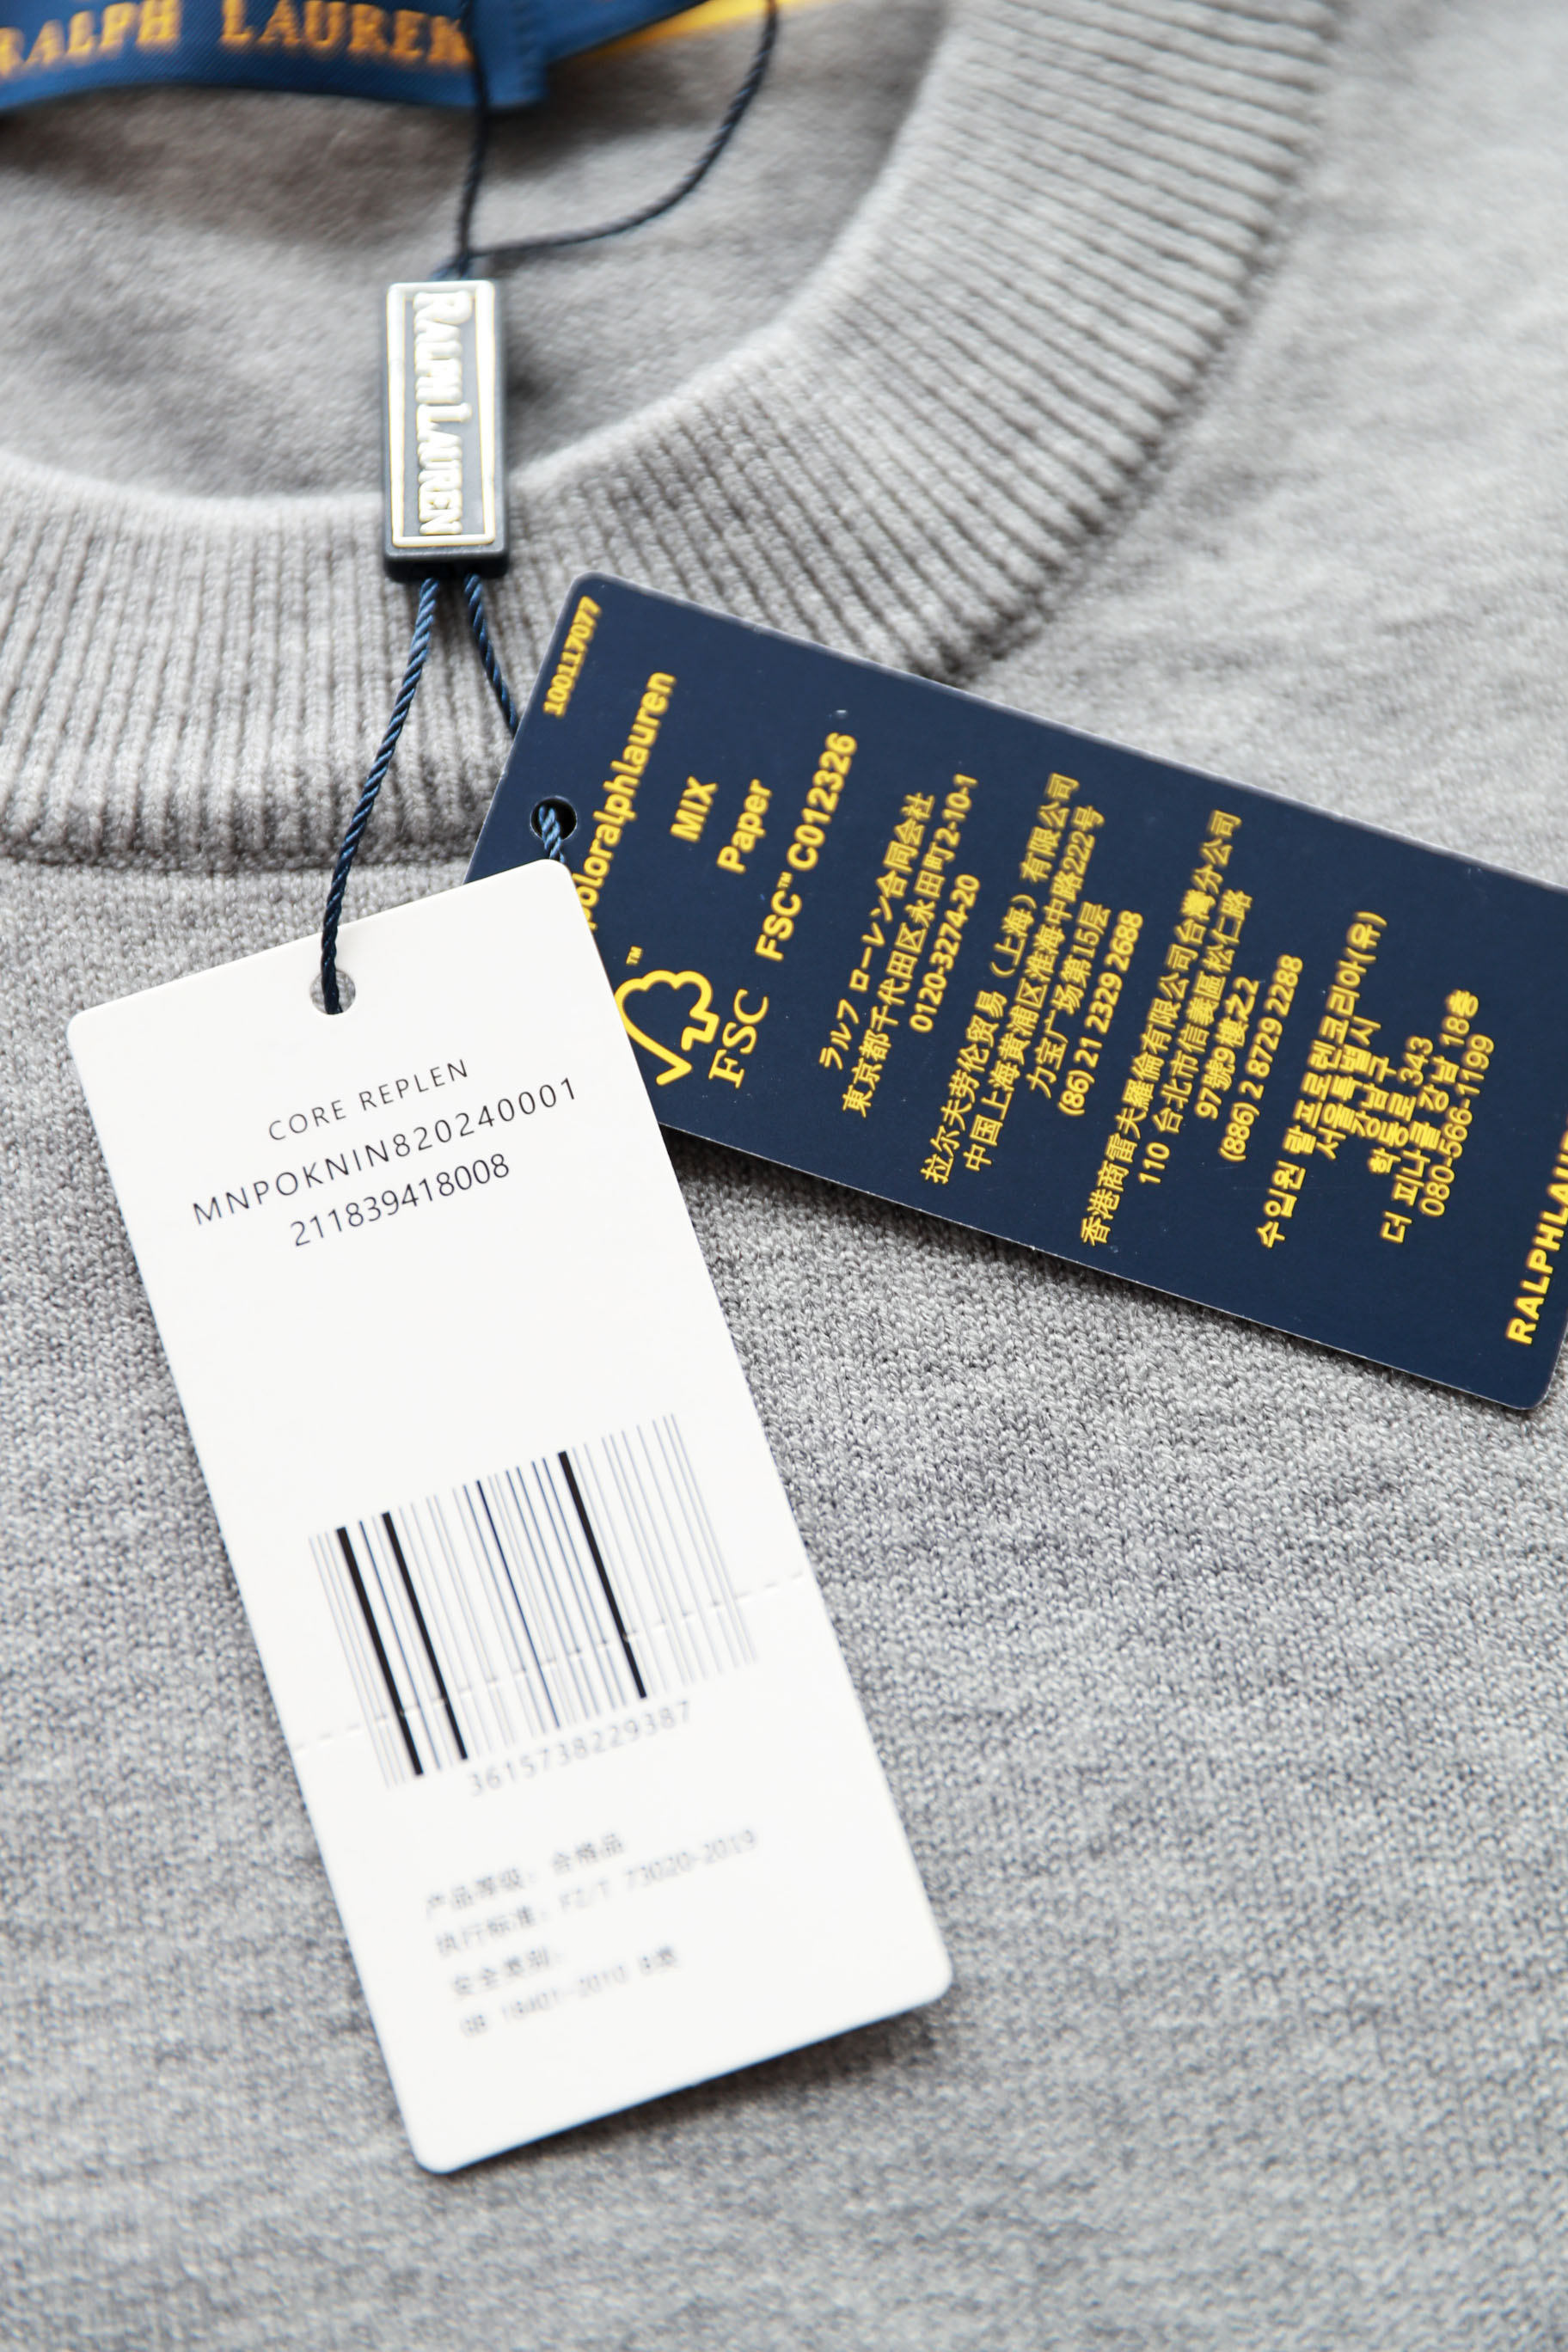 RALPH LAUREN
RALPH LAUREN
100117077
poloralphlauren
MIX
Paper
FSC™ C012326
™
FSC
ラルフ ローレン合同会社
東京都千代田区永田町2-10-1
0120-3274-20
拉尔夫劳伦贸易（上海）有限公司
中国上海黄浦区淮海中路222号
力宝广场第15层
(86) 21 2329 2688
香港商雷夫羅倫有限公司台灣分公司
110 台北市信義區松仁路
97號9樓之2
(886) 2 8729 2288
수입원 랄프로렌코리아(유)
서울특별시
강남구
학동로 343
더 피나클 강남 18층
080-566-1199
RALPHLAURE
CORE REPLEN
MNPOKNIN820240001
211839418008
3615738229387
产品等级：合格品
执行标准：FZ/T 73020-2019
安全类别：
GB 18401-2010 B类